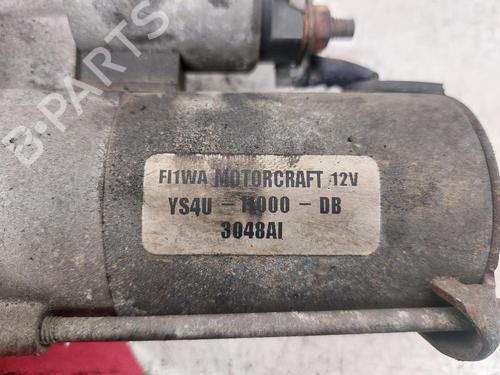 B-PARTS
FI1WA MOTORCRAFT 12V
YS4U - 11000 - DB
3048AI